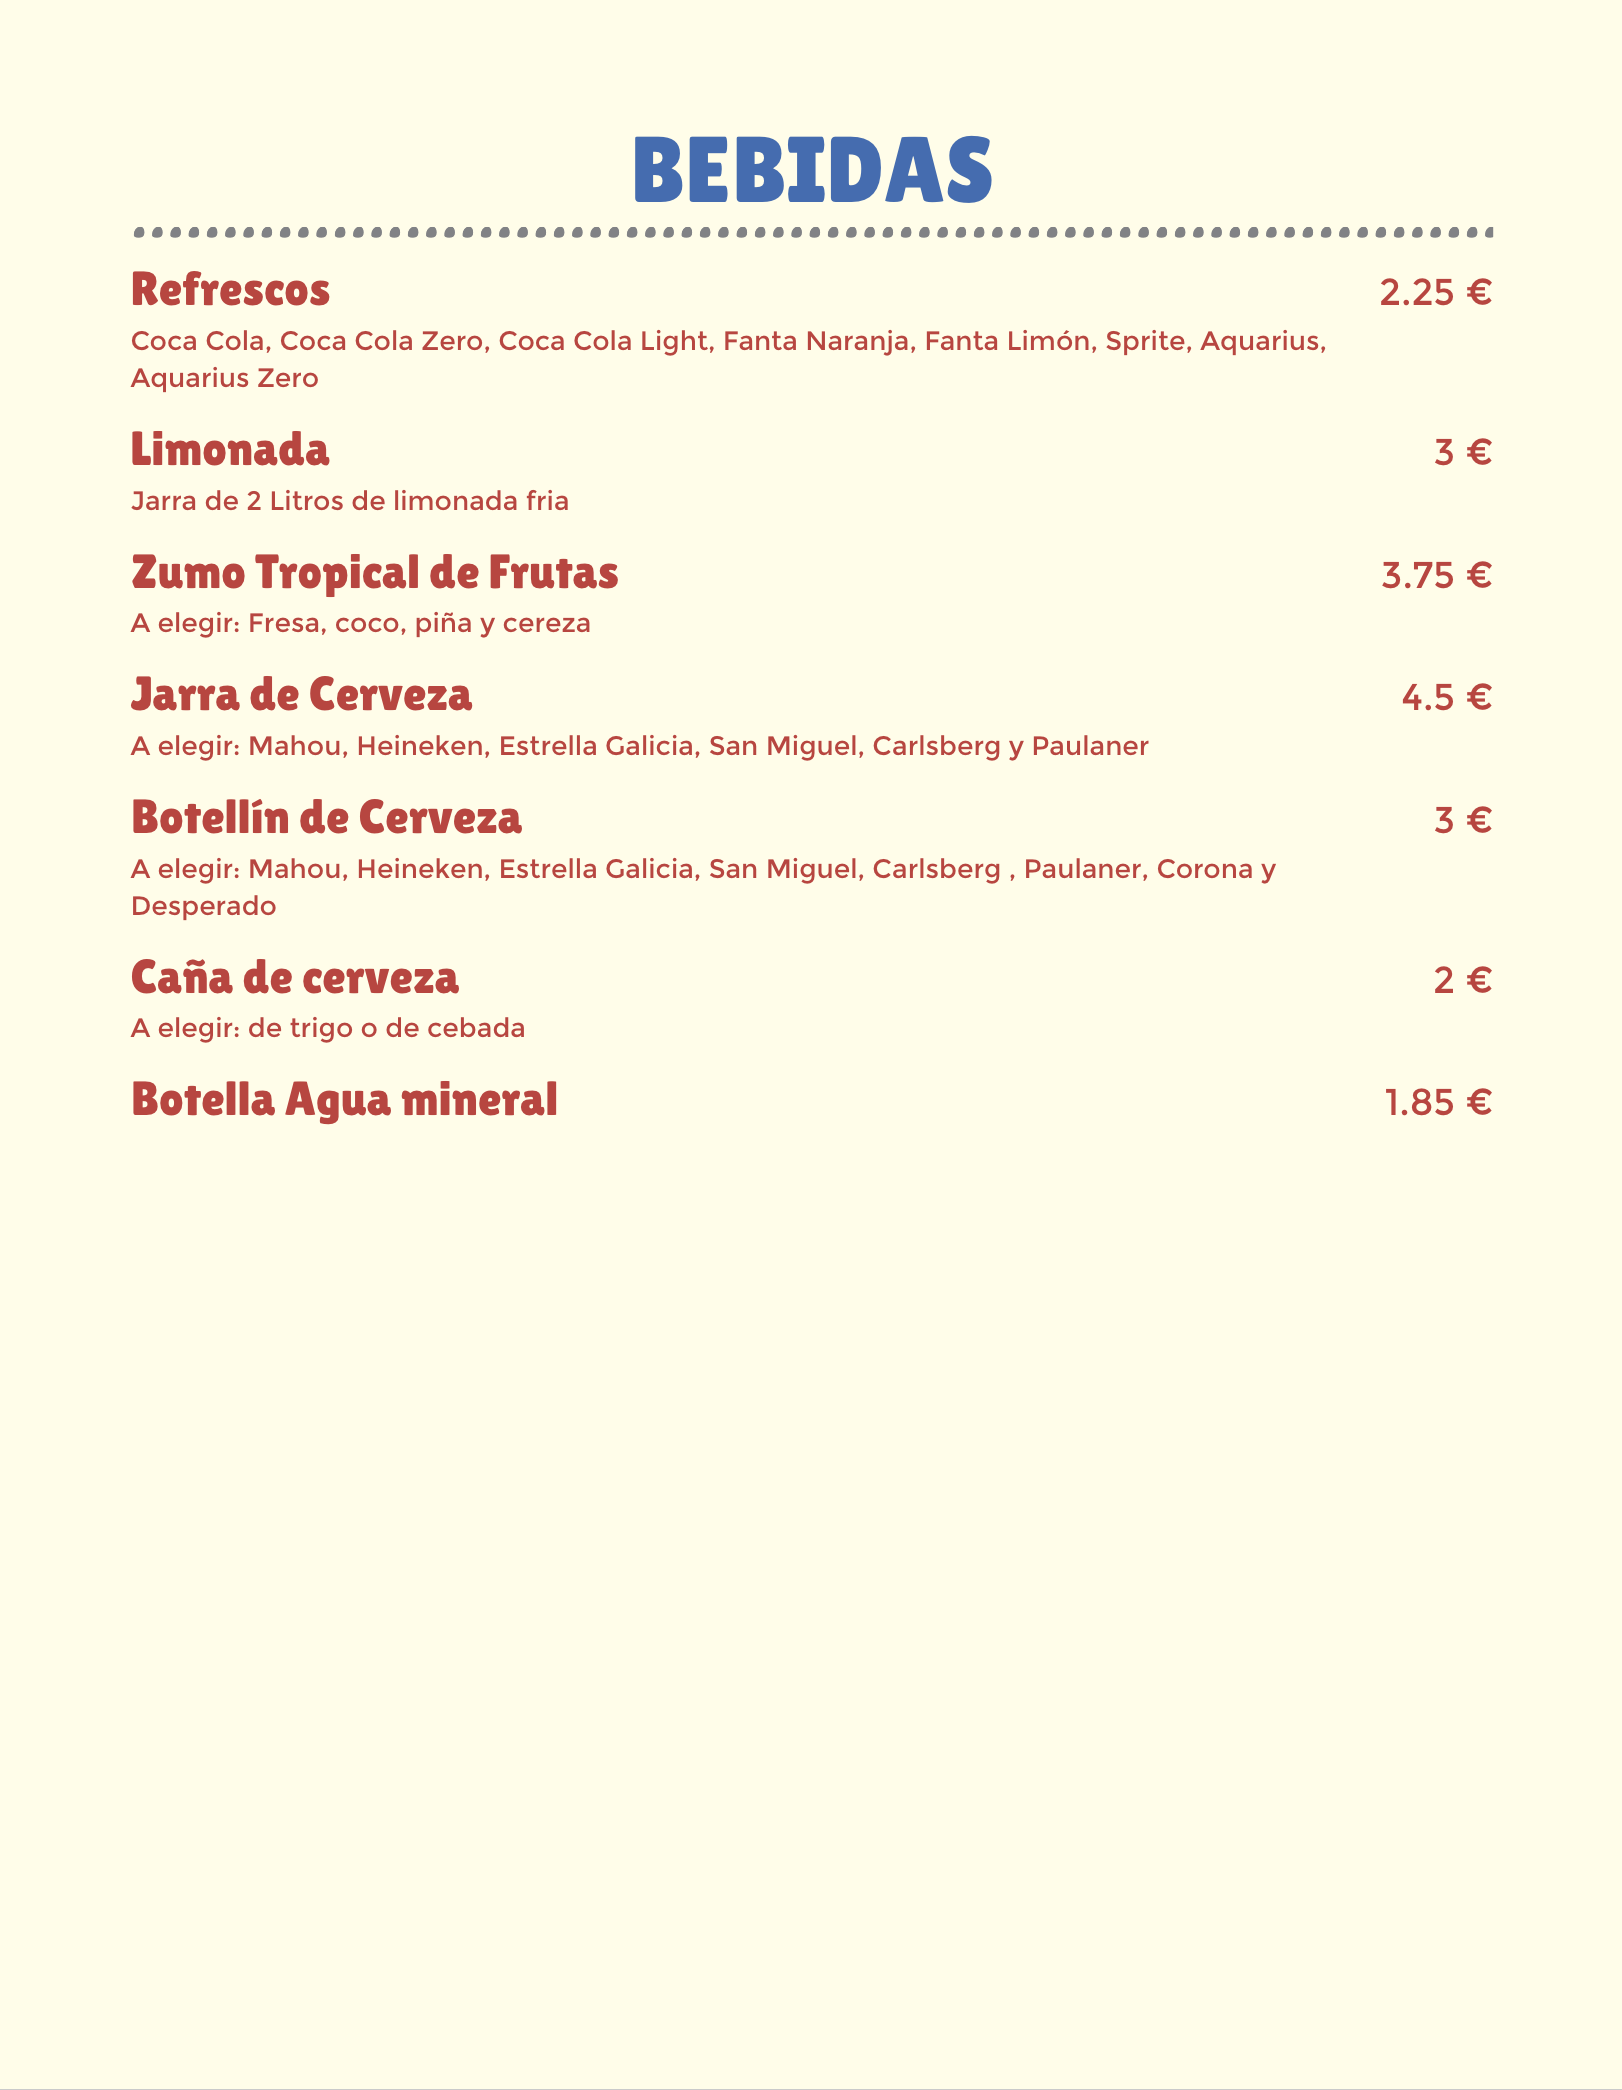 BEBIDAS
Refrescos 2.25 €
Coca Cola, Coca Cola Zero, Coca Cola Light, Fanta Naranja, Fanta Limón, Sprite, Aquarius,
Aquarius Zero
Limonada 3 €
Jarra de 2 Litros de limonada fria
Zumo Tropical de Frutas 3.75 €
A elegir: Fresa, coco, piña y cereza
Jarra de Cerveza 4.5 €
A elegir: Mahou, Heineken, Estrella Galicia, San Miguel, Carlsberg y Paulaner
Botellín de Cerveza 3 €
A elegir: Mahou, Heineken, Estrella Galicia, San Miguel, Carlsberg , Paulaner, Corona y
Desperado
Caña de cerveza 2 €
A elegir: de trigo o de cebada
Botella Agua mineral 1.85 €